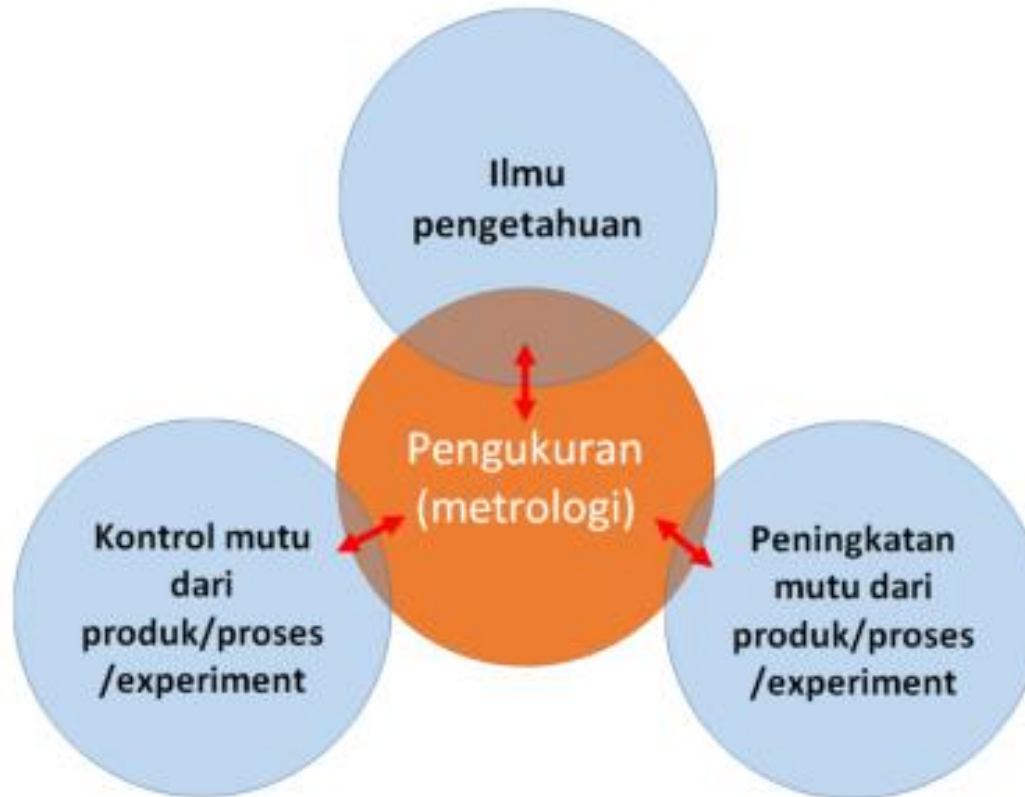 Ilmu
pengetahuan
Pengukuran
(metrologi)
Kontrol mutu
dari
produk/proses
/experiment
Peningkatan
mutu dari
produk/proses
/experiment